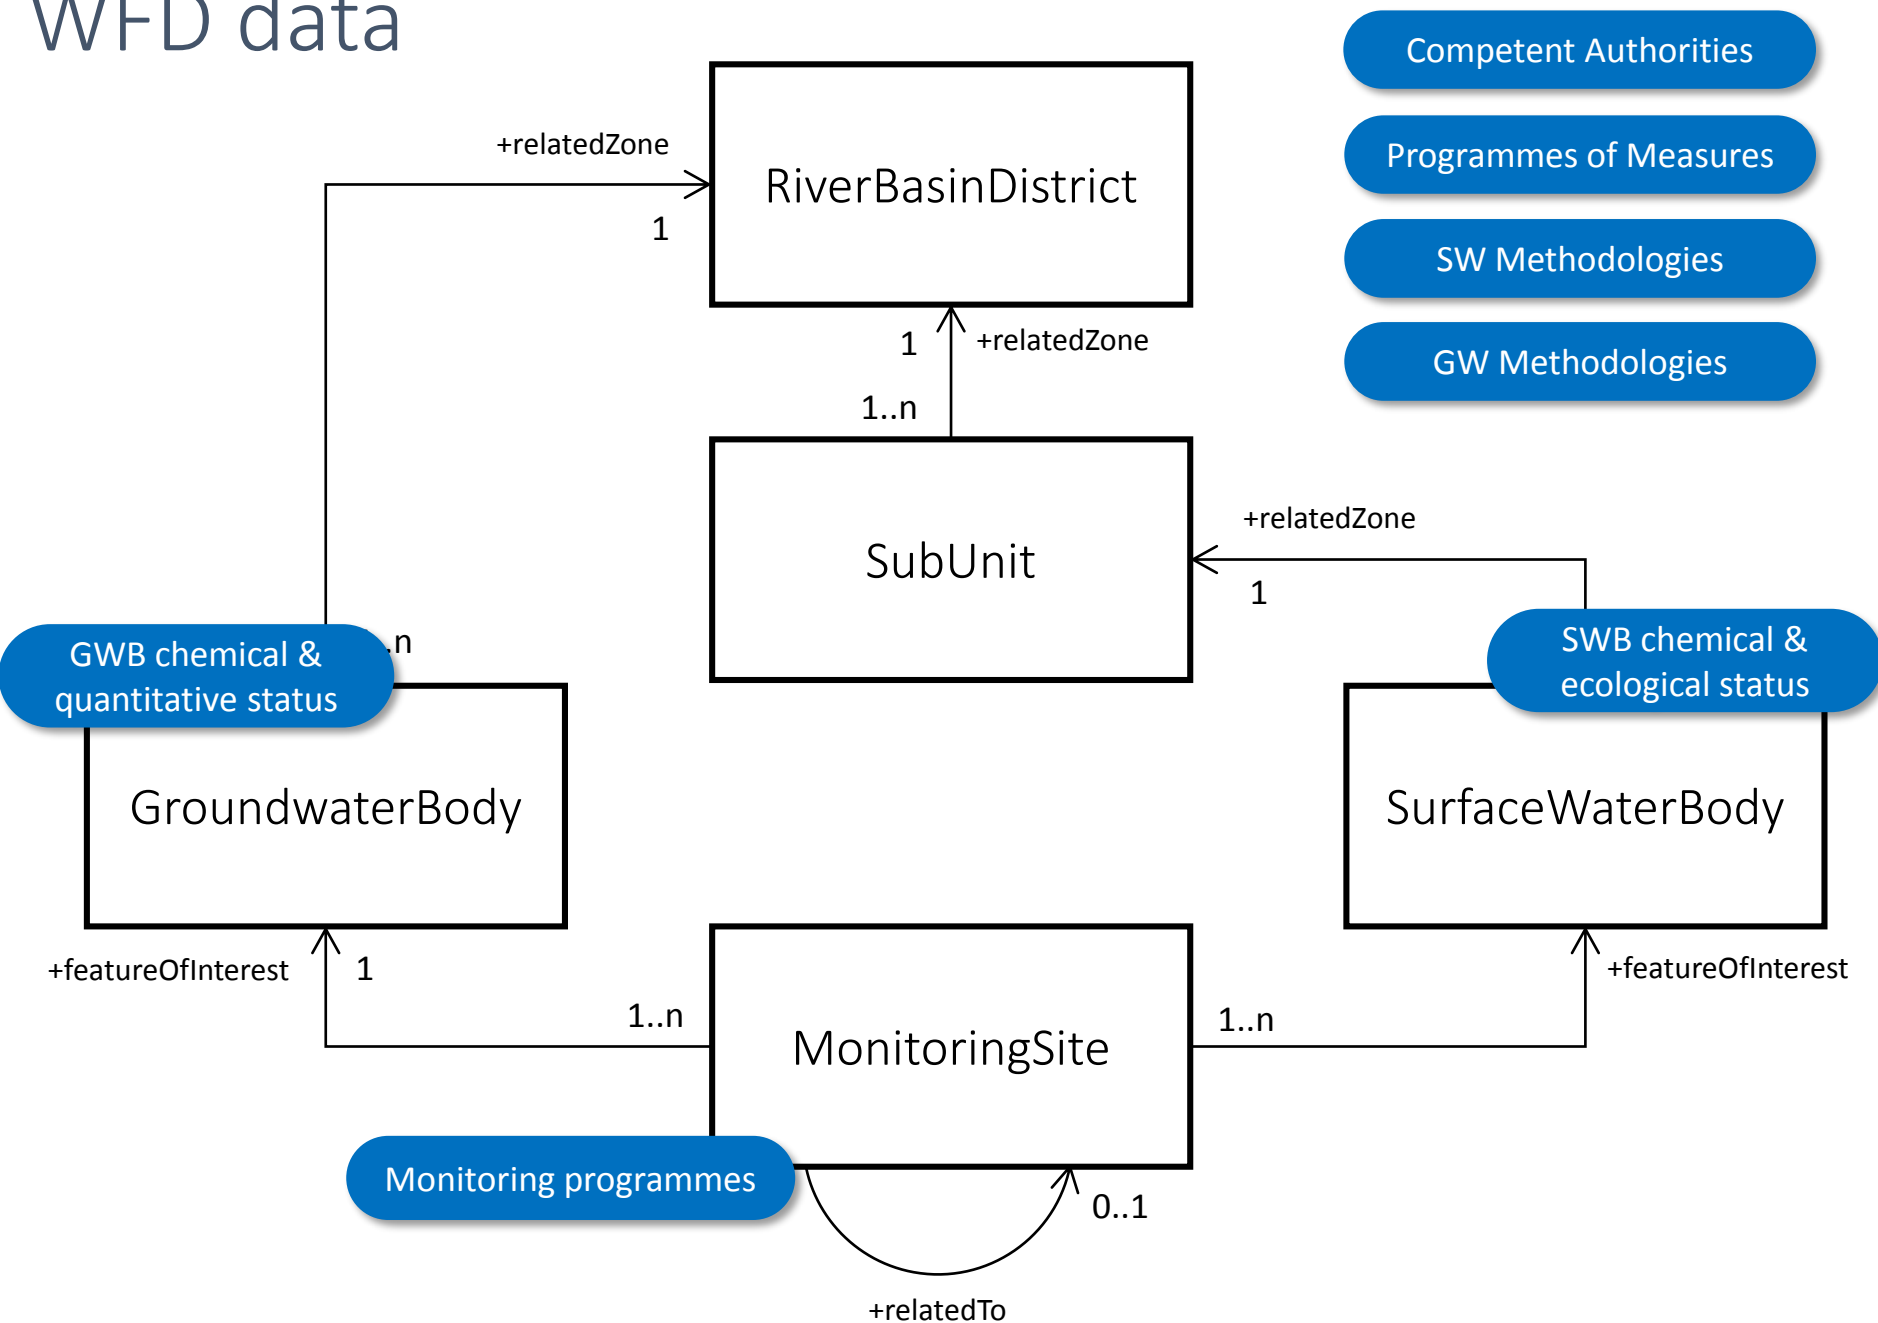 WFD data
Competent Authorities
Programmes of Measures
SW Methodologies
GW Methodologies
+relatedZone
1
RiverBasinDistrict
1
+relatedZone
1..n
SubUnit
+relatedZone
1
.n
GWB chemical &
quantitative status
SWB chemical &
ecological status
GroundwaterBody
SurfaceWaterBody
+featureOfInterest
1
+featureOfInterest
1..n
1..n
MonitoringSite
Monitoring programmes
0..1
+relatedTo